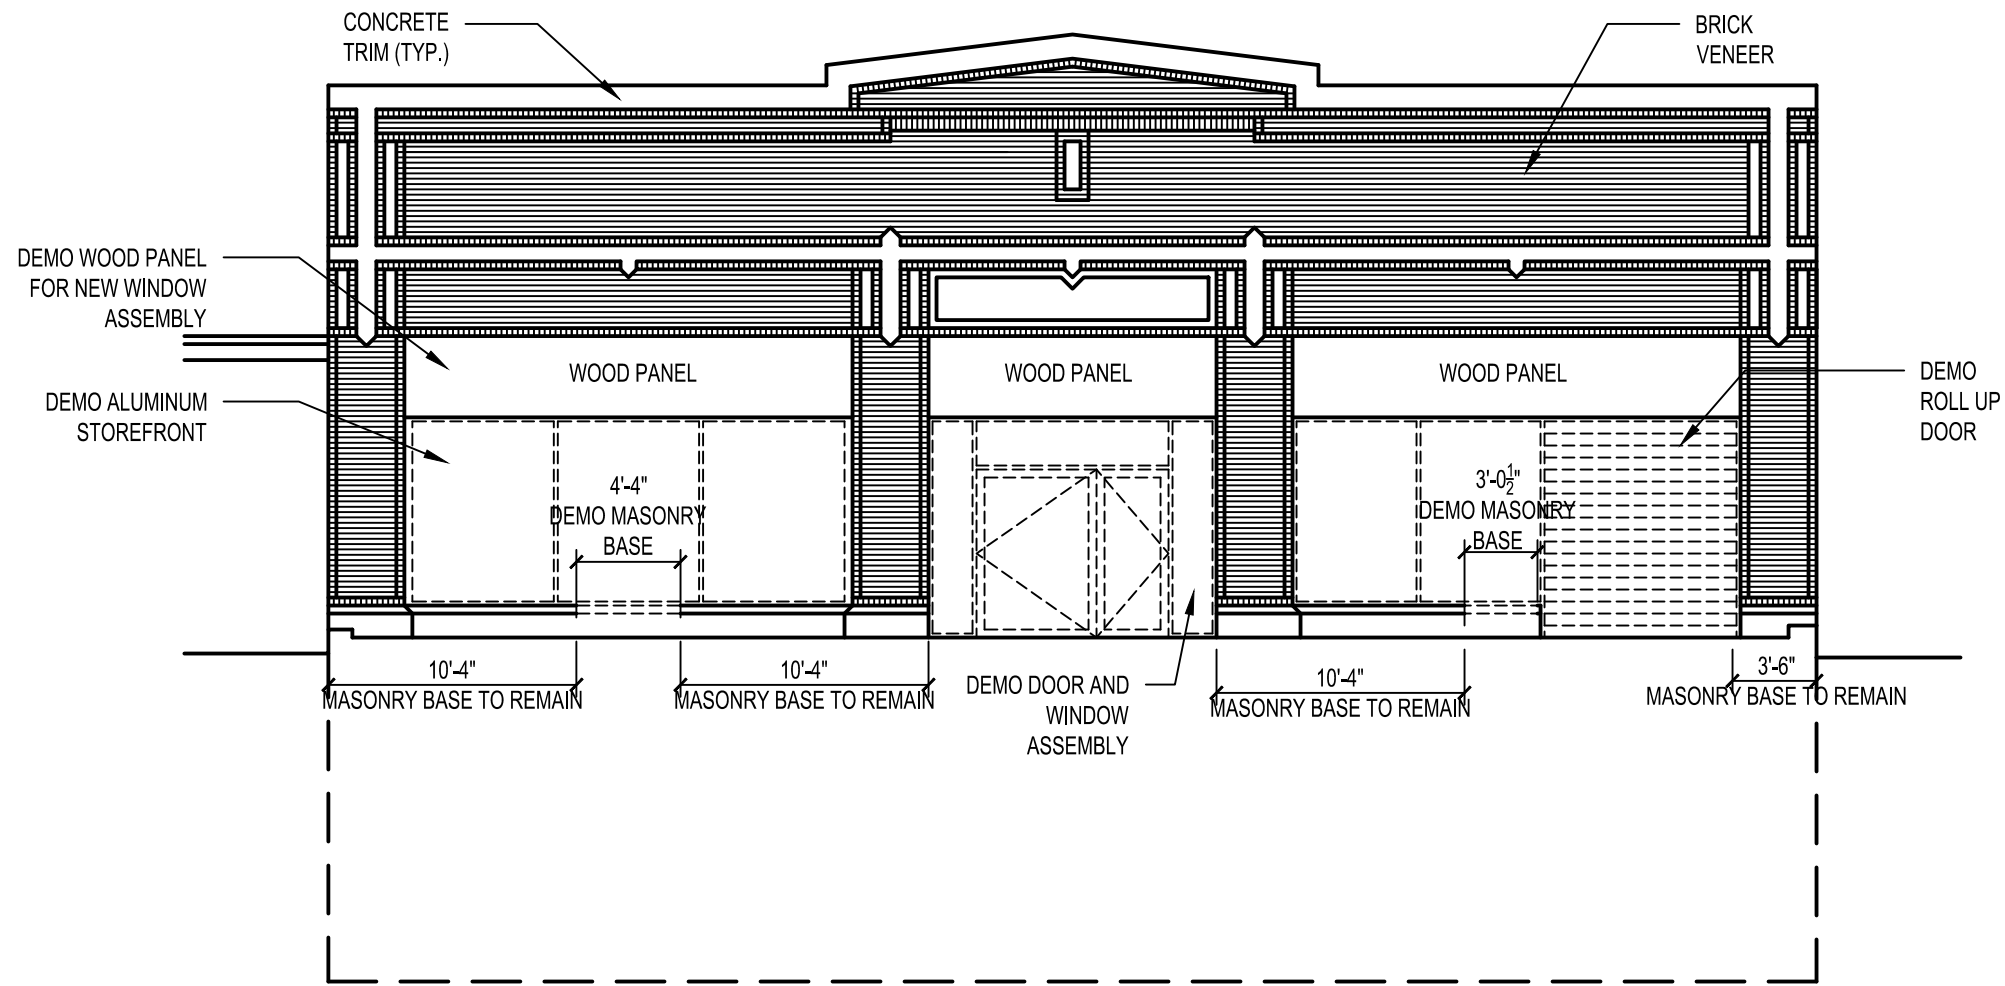 CONCRETE
TRIM (TYP.)
BRICK
VENEER
DEMO WOOD PANEL
FOR NEW WINDOW
ASSEMBLY
WOOD PANEL
WOOD PANEL
WOOD PANEL
DEMO
ROLL UP
DOOR
DEMO ALUMINUM
STOREFRONT
4'-4"
DEMO MASONRY
BASE
3'-0½"
DEMO MASONRY
BASE
10'-4"
MASONRY BASE TO REMAIN
10'-4"
MASONRY BASE TO REMAIN
DEMO DOOR AND
WINDOW
ASSEMBLY
10'-4"
MASONRY BASE TO REMAIN
3'-6"
MASONRY BASE TO REMAIN